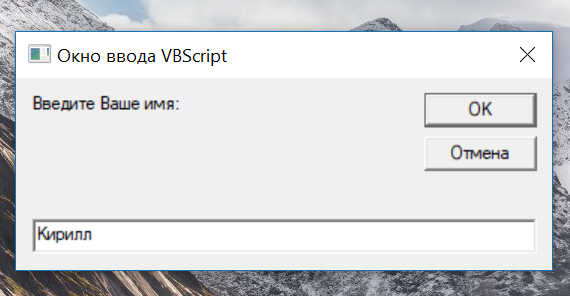 Окно ввода VBScript
Введите Ваше имя:
OK
Отмена
Кирилл